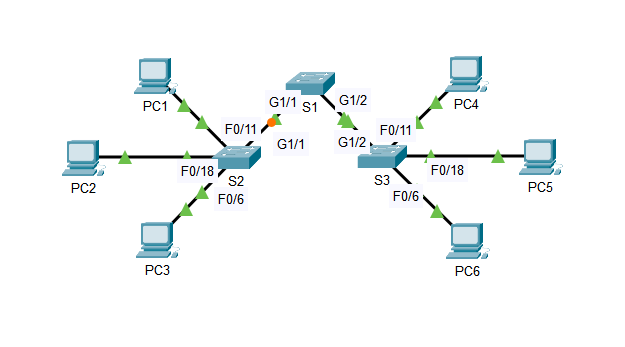 PC1
PC2
PC3
F0/11
F0/18
F0/6
S2
G1/1
G1/1
S1
G1/2
G1/2
S3
F0/11
F0/18
F0/6
PC4
PC5
PC6